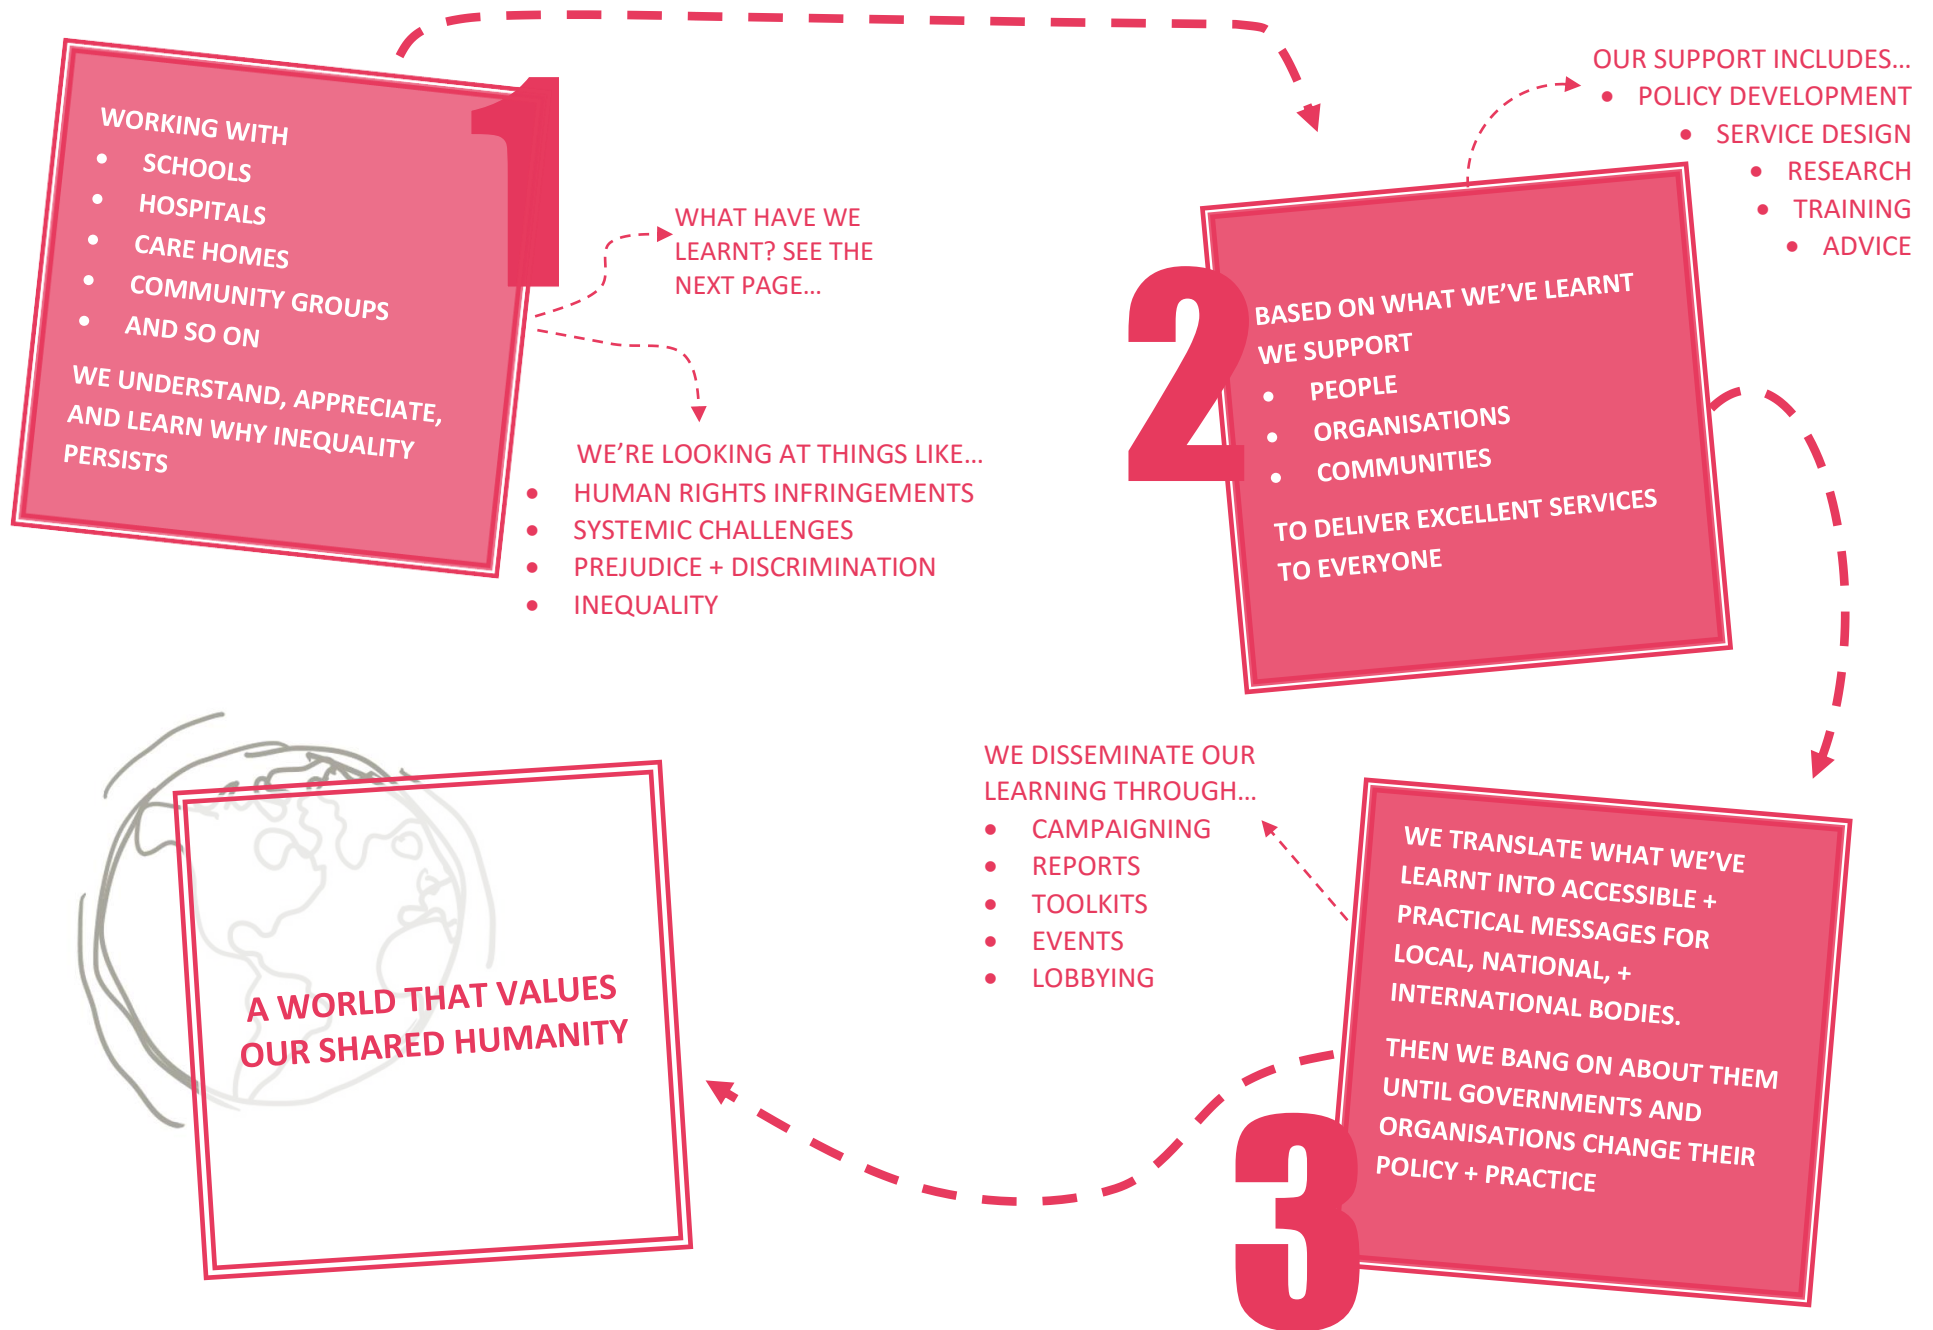 1
WORKING WITH
• SCHOOLS
• HOSPITALS
• CARE HOMES
• COMMUNITY GROUPS
• AND SO ON
WE UNDERSTAND, APPRECIATE,
AND LEARN WHY INEQUALITY
PERSISTS
WHAT HAVE WE
LEARNT? SEE THE
NEXT PAGE…
WE’RE LOOKING AT THINGS LIKE…
• HUMAN RIGHTS INFRINGEMENTS
• SYSTEMIC CHALLENGES
• PREJUDICE + DISCRIMINATION
• INEQUALITY
OUR SUPPORT INCLUDES…
• POLICY DEVELOPMENT
• SERVICE DESIGN
• RESEARCH
• TRAINING
• ADVICE
2
BASED ON WHAT WE’VE LEARNT
WE SUPPORT
• PEOPLE
• ORGANISATIONS
• COMMUNITIES
TO DELIVER EXCELLENT SERVICES
TO EVERYONE
WE DISSEMINATE OUR
LEARNING THROUGH…
• CAMPAIGNING
• REPORTS
• TOOLKITS
• EVENTS
• LOBBYING
3
WE TRANSLATE WHAT WE’VE
LEARNT INTO ACCESSIBLE +
PRACTICAL MESSAGES FOR
LOCAL, NATIONAL, +
INTERNATIONAL BODIES.
THEN WE BANG ON ABOUT THEM
UNTIL GOVERNMENTS AND
ORGANISATIONS CHANGE THEIR
POLICY + PRACTICE
A WORLD THAT VALUES
OUR SHARED HUMANITY